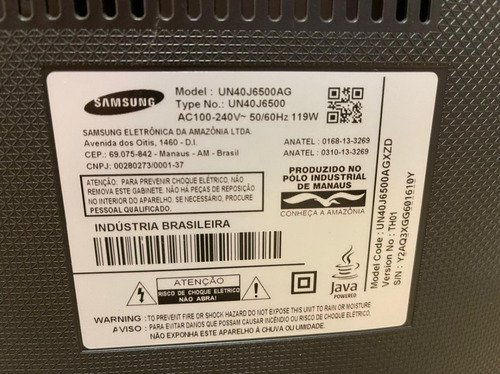 SAMSUNG
Model : UN40J6500AG
Type No.: UN40J6500
AC100-240V~ 50/60Hz 119W
SAMSUNG ELETRÔNICA DA AMAZÔNIA LTDA.
Avenida dos Oitis, 1460 - D.I.
CEP.: 69.075-842 - Manaus - AM - Brasil
CNPJ : 00280273/0001-37
ANATEL : 0168-13-3269
ANATEL : 0310-13-3269
ATENÇÃO: PARA PREVENIR CHOQUE ELÉTRICO, NÃO
REMOVA ESTE GABINETE. NÃO HÁ PEÇAS DE REPOSIÇÃO
NO INTERIOR DO APARELHO. SE NECESSÁRIO, PROCURE
PESSOAL QUALIFICADO.
PRODUZIDO NO
POLO INDUSTRIAL
DE MANAUS
CONHEÇA A AMAZÔNIA
INDÚSTRIA BRASILEIRA
ATENÇÃO
RISCO DE CHOQUE ELÉTRICO
NÃO ABRA!
Java
POWERED
WARNING : TO PREVENT FIRE OR SHOCK HAZARD DO NOT EXPOSE THIS UNIT TO RAIN OR MOISTURE
AVISO : PARA EVITAR DANOS QUE POSSAM CAUSAR INCÊNDIO OU CHOQUE ELÉTRICO
NÃO EXPONHA ESTE APARELHO À CHUVA OU UMIDADE.
Model Code : UN40J6500AGXZD
Version No : TH01
S/N : Y2AQ3XGG601610Y